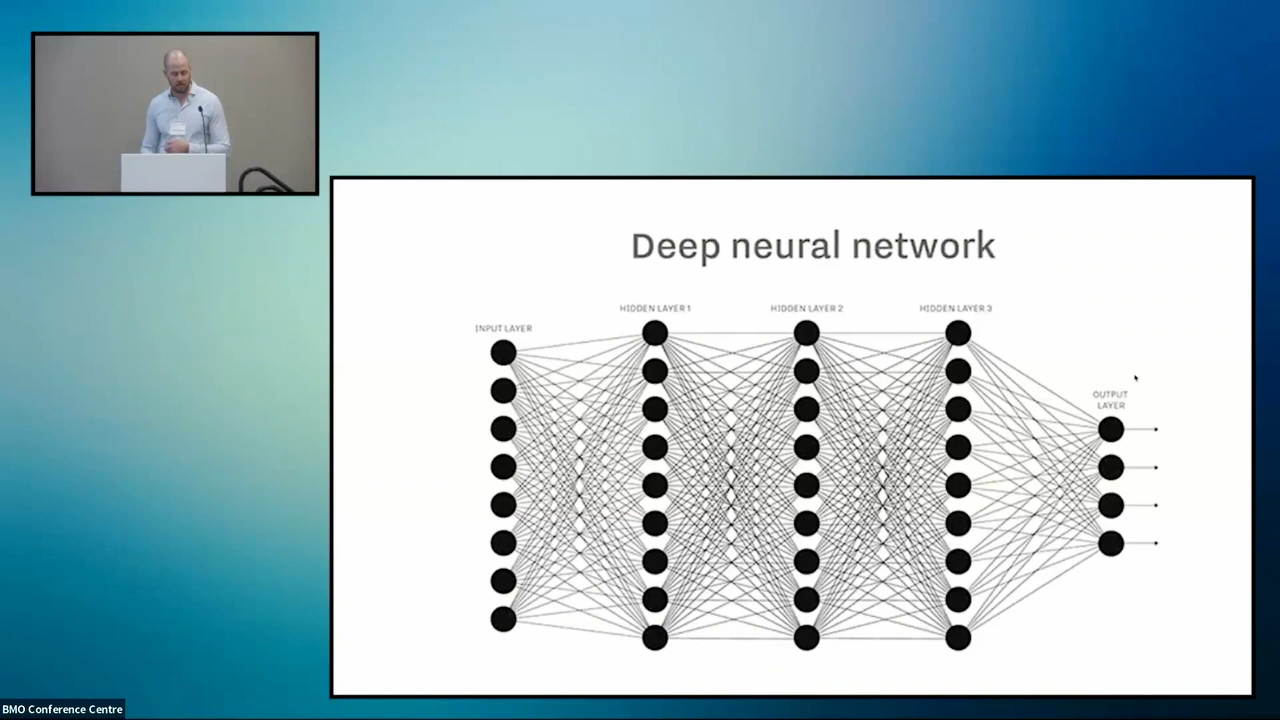 Deep neural network
HIDDEN LAYER 1
HIDDEN LAYER 2
HIDDEN LAYER 3
INPUT LAYER
OUTPUT
LAYER
BMO Conference Centre